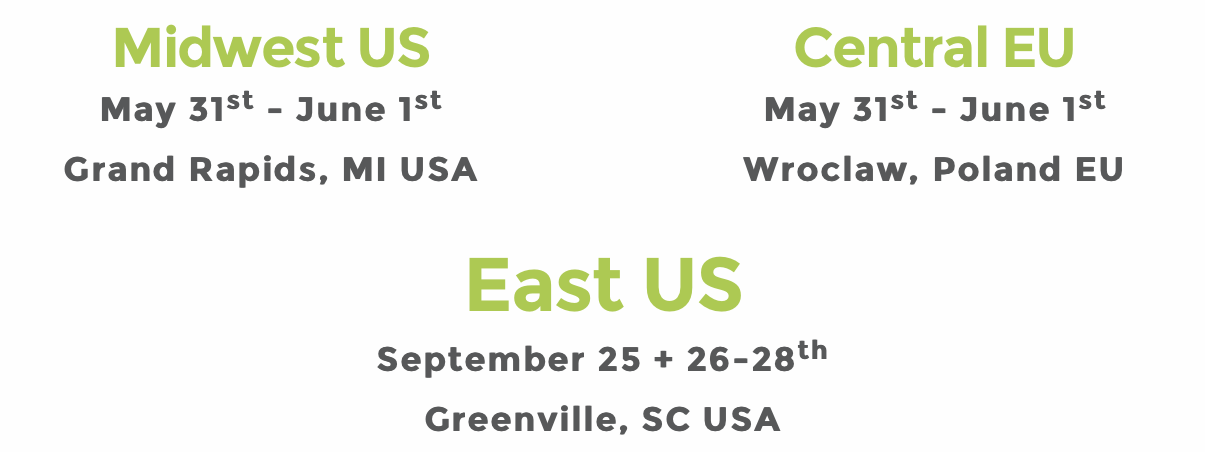 Midwest US
May 31st - June 1st
Grand Rapids, MI USA
Central EU
May 31st - June 1st
Wroclaw, Poland EU
East US
September 25 + 26-28th
Greenville, SC USA